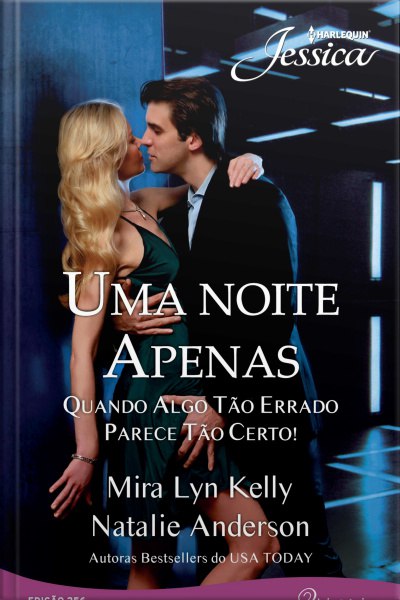 HARLEQUIN
Jessica
UMA NOITE
APENAS
QUANDO ALGO TÃO ERRADO
PARECE TÃO CERTO!
Mira Lyn Kelly
Natalie Anderson
Autoras Bestsellers do USA TODAY